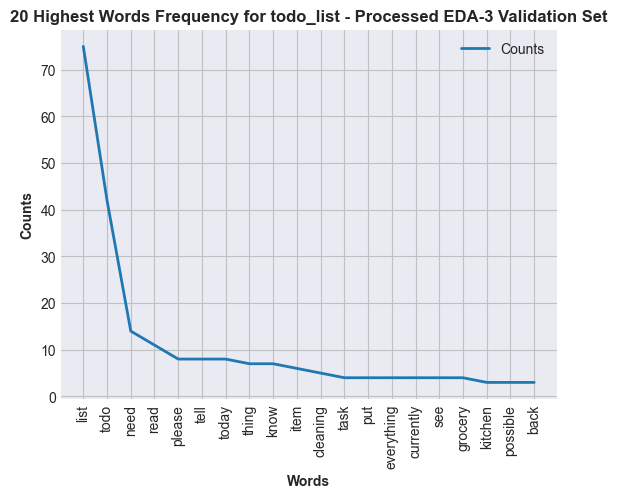 20 Highest Words Frequency for todo_list - Processed EDA-3 Validation Set
Counts
70
60
50
40
30
20
10
0
Counts
list
todo
need
read
please
tell
today
thing
know
item
cleaning
task
put
everything
currently
see
grocery
kitchen
possible
back
Words